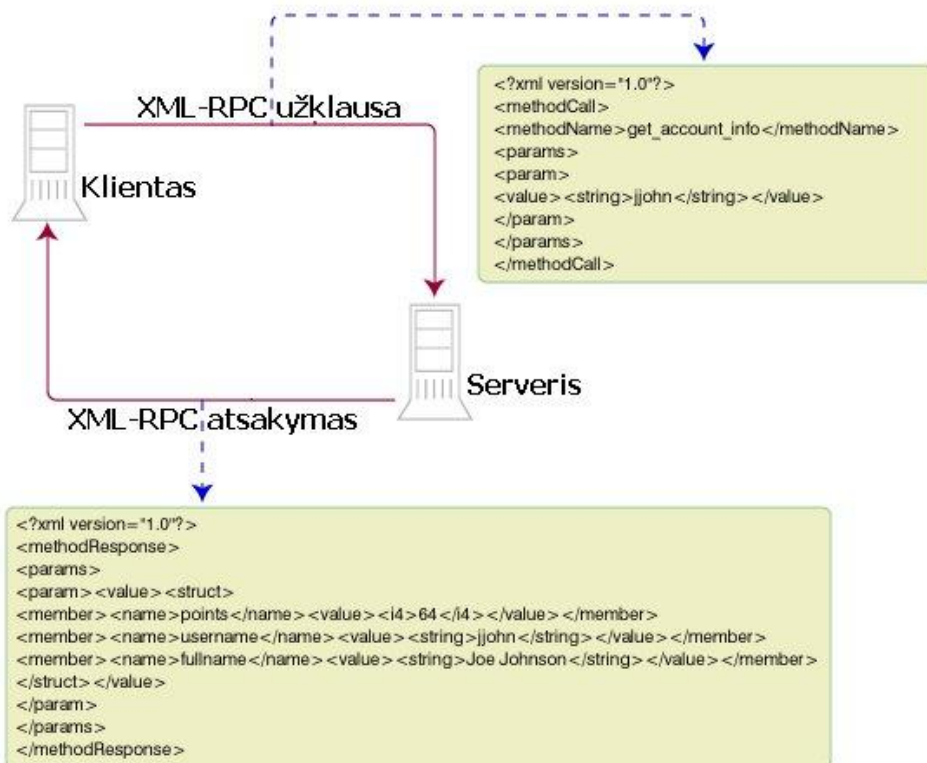 XML-RPC užklausa
Klientas
<?xml version="1.0"?>
<methodCall>
<methodName>get_account_info</methodName>
<params>
<param>
<value><string>jjohn</string></value>
</param>
</params>
</methodCall>
Serveris
XML-RPC atsakymas
<?xml version="1.0"?>
<methodResponse>
<params>
<param><value><struct>
<member><name>points</name><value><i4>64</i4></value></member>
<member><name>username</name><value><string>jjohn</string></value></member>
<member><name>fullname</name><value><string>Joe Johnson</string></value></member>
</struct></value>
</param>
</params>
</methodResponse>